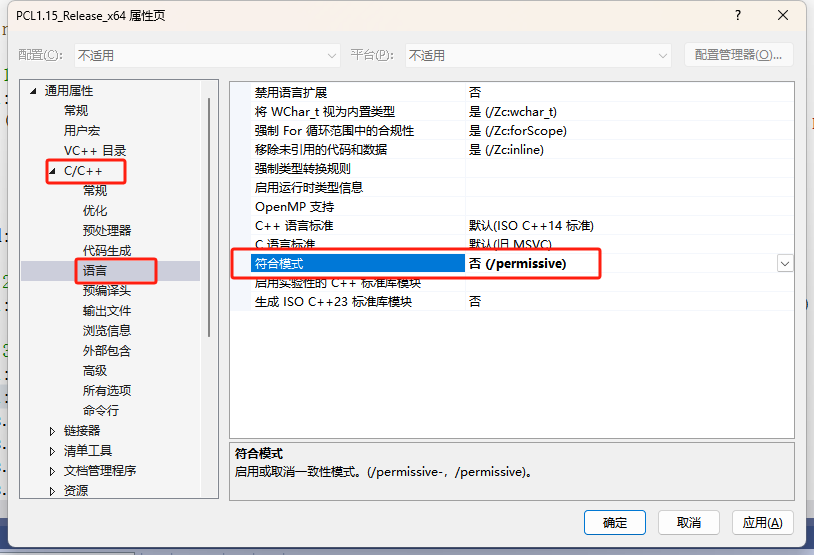 PCL1.15_Release_x64 属性页
配置(C): 不适用 平台(P): 不适用 配置管理器(O)...
通用属性
常规
用户宏
VC++ 目录
C/C++
常规
优化
预处理器
代码生成
语言
预编译头
输出文件
浏览信息
外部包含
高级
所有选项
命令行
链接器
清单工具
文档管理程序
资源
禁用语言扩展 否
将 WChar_t 视为内置类型 是 (/Zc:wchar_t)
强制 For 循环范围中的合规性 是 (/Zc:forScope)
移除未引用的代码和数据 是 (/Zc:inline)
强制类型转换规则
启用运行时类型信息
OpenMP 支持
C++ 语言标准 默认(ISO C++14 标准)
C 语言标准 默认(旧 MSVC)
符合模式 否 (/permissive)
启用实验性的 C++ 标准库模块
生成 ISO C++23 标准库模块 否
符合模式
启用或取消一致性模式。(/permissive-，/permissive)。
确定 取消 应用(A)